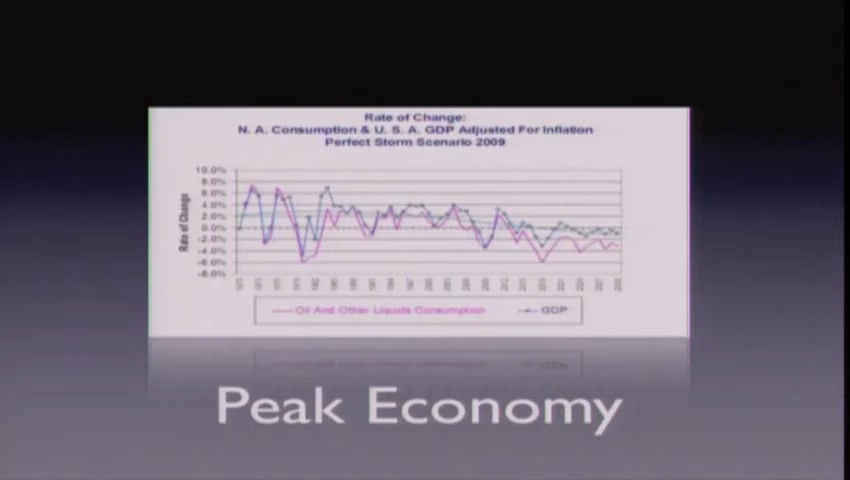 Rate of Change:
N. A. Consumption & U. S. A. GDP Adjusted For Inflation
Perfect Storm Scenario 2009
10.0%
8.0%
6.0%
4.0%
2.0%
0.0%
-2.0%
-4.0%
-6.0%
-8.0%
Rate of Change
Oil And Other Liquids Consumption
GDP
Peak Economy